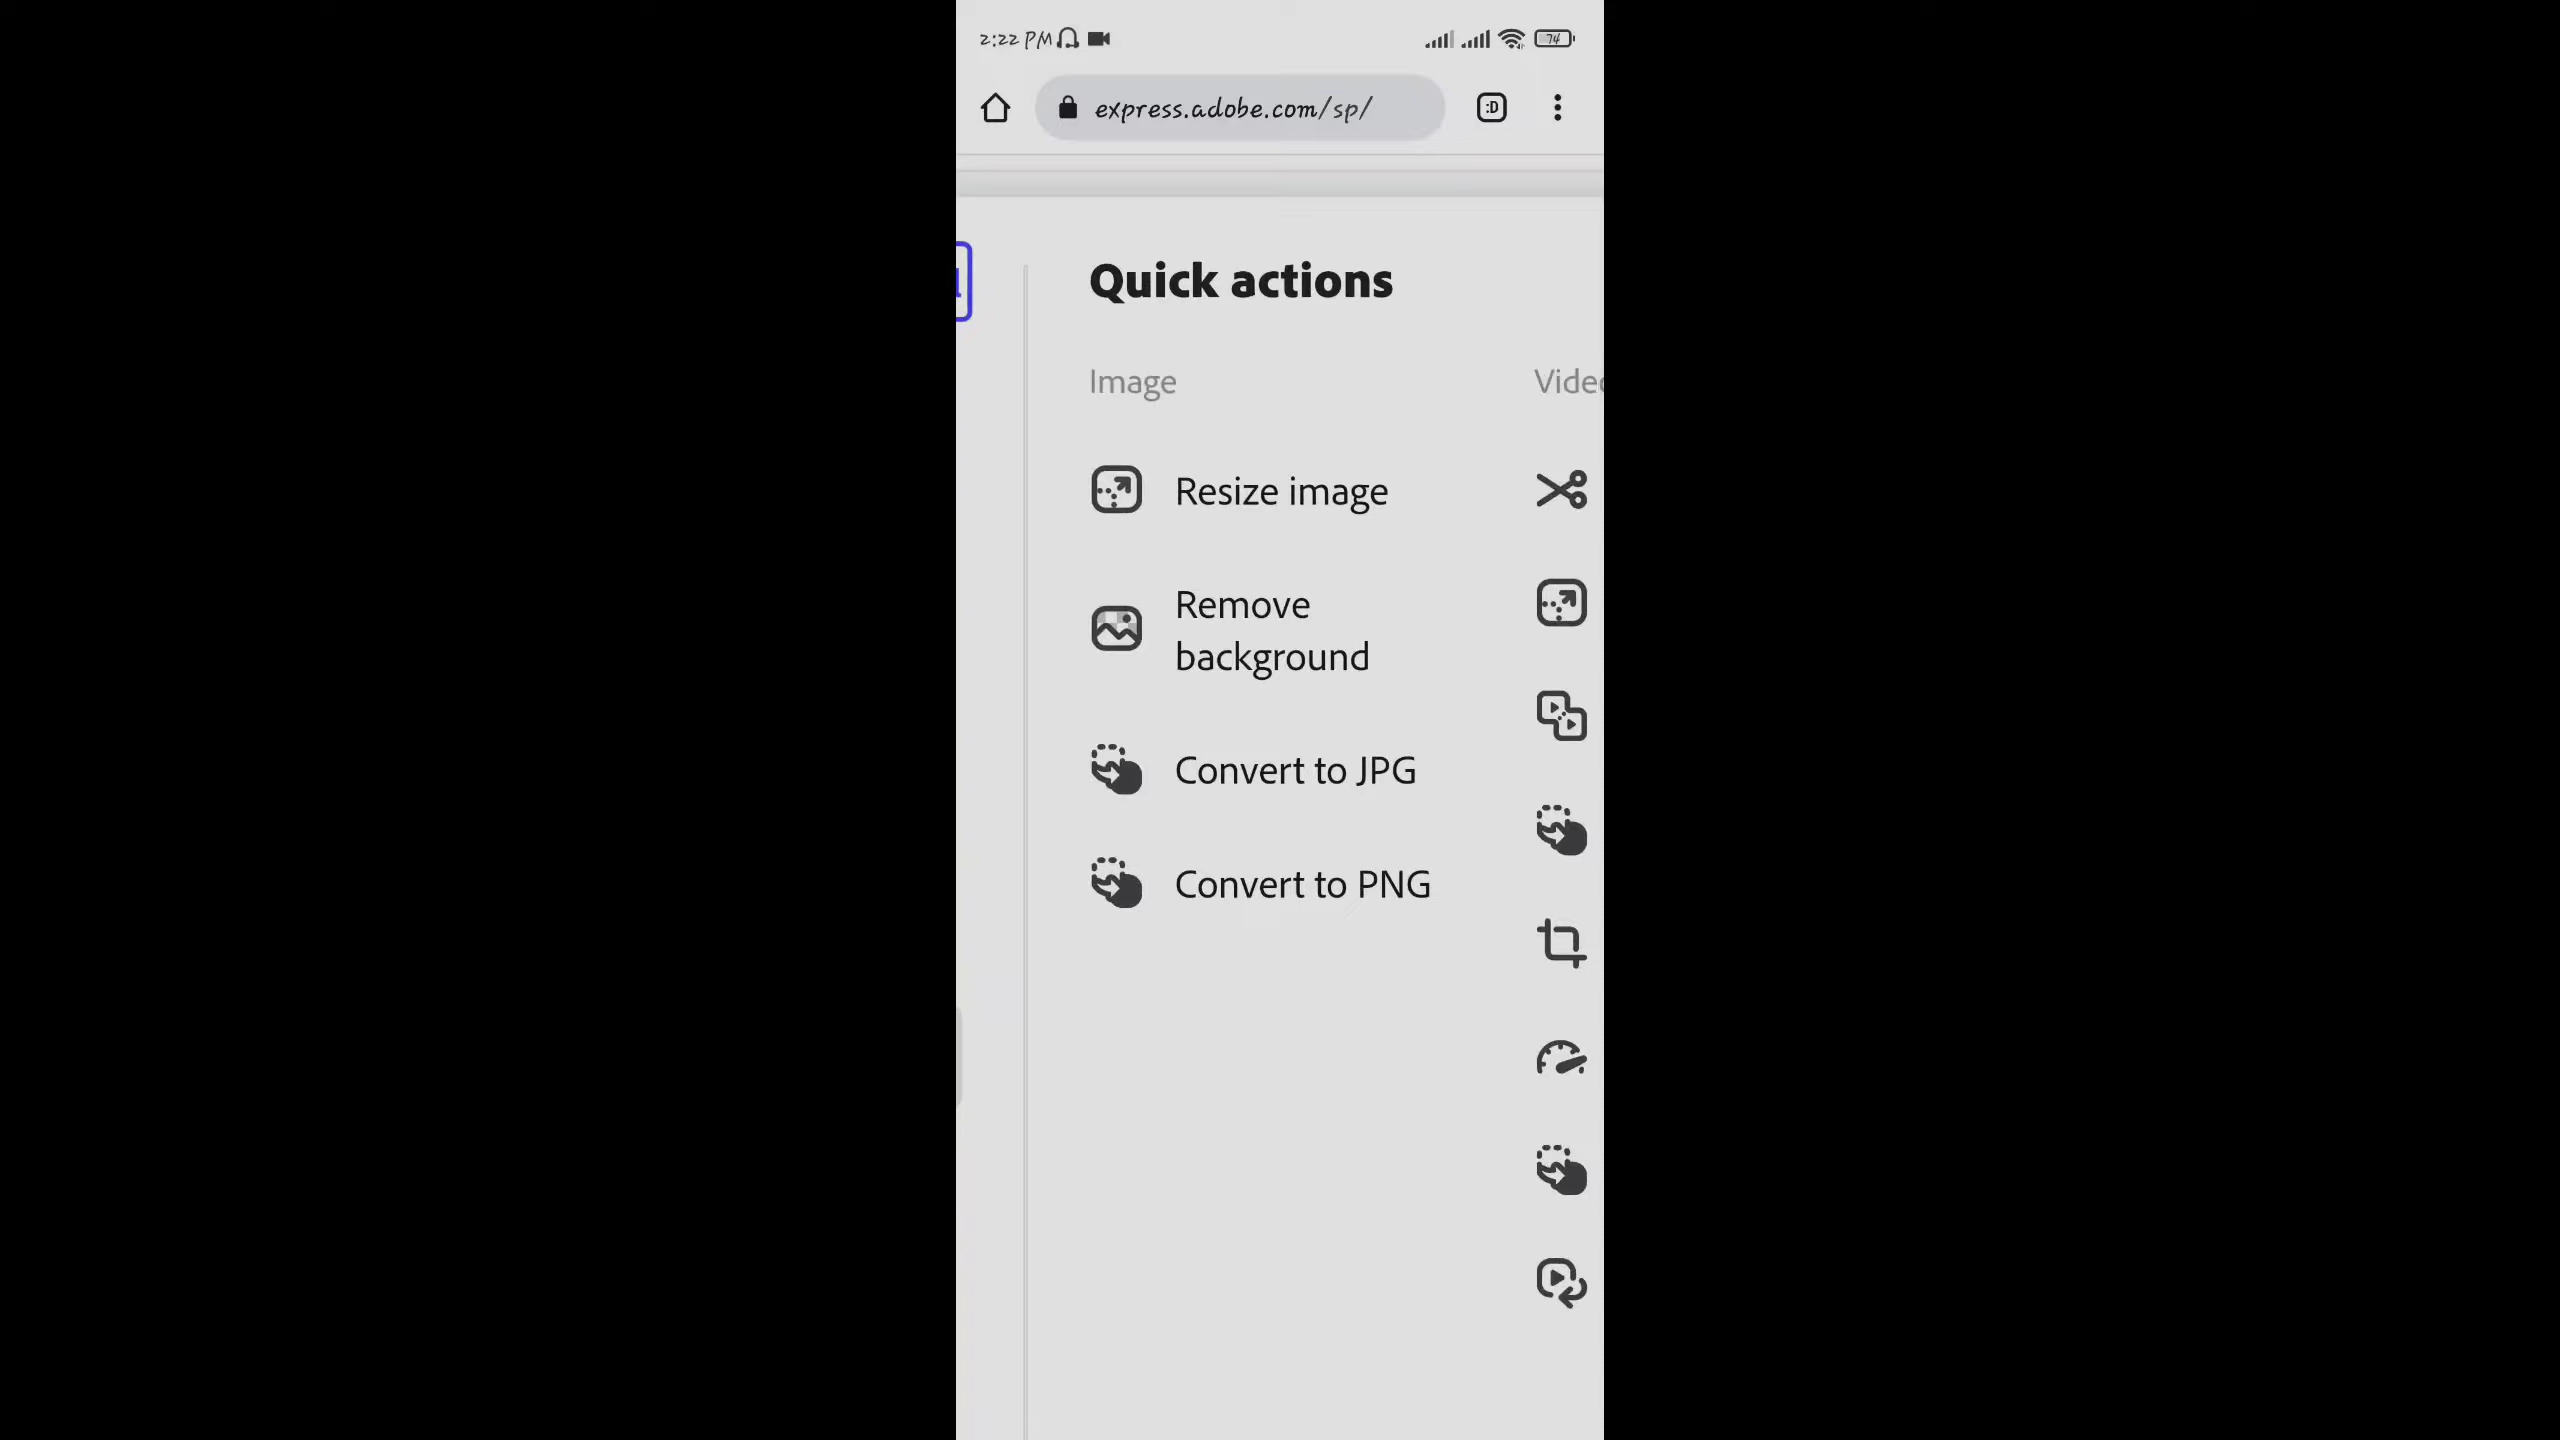 2:22 PM
74
express.adobe.com/sp/
:D
Quick actions
Image
Resize image
Remove
background
Convert to JPG
Convert to PNG